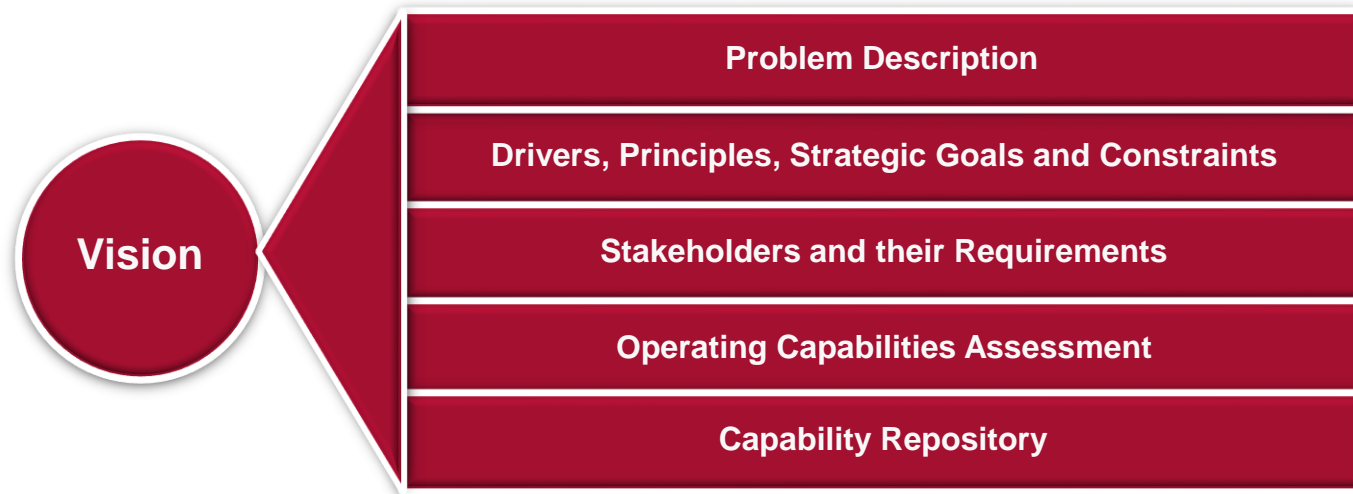 Problem Description
Drivers, Principles, Strategic Goals and Constraints
Vision
Stakeholders and their Requirements
Operating Capabilities Assessment
Capability Repository